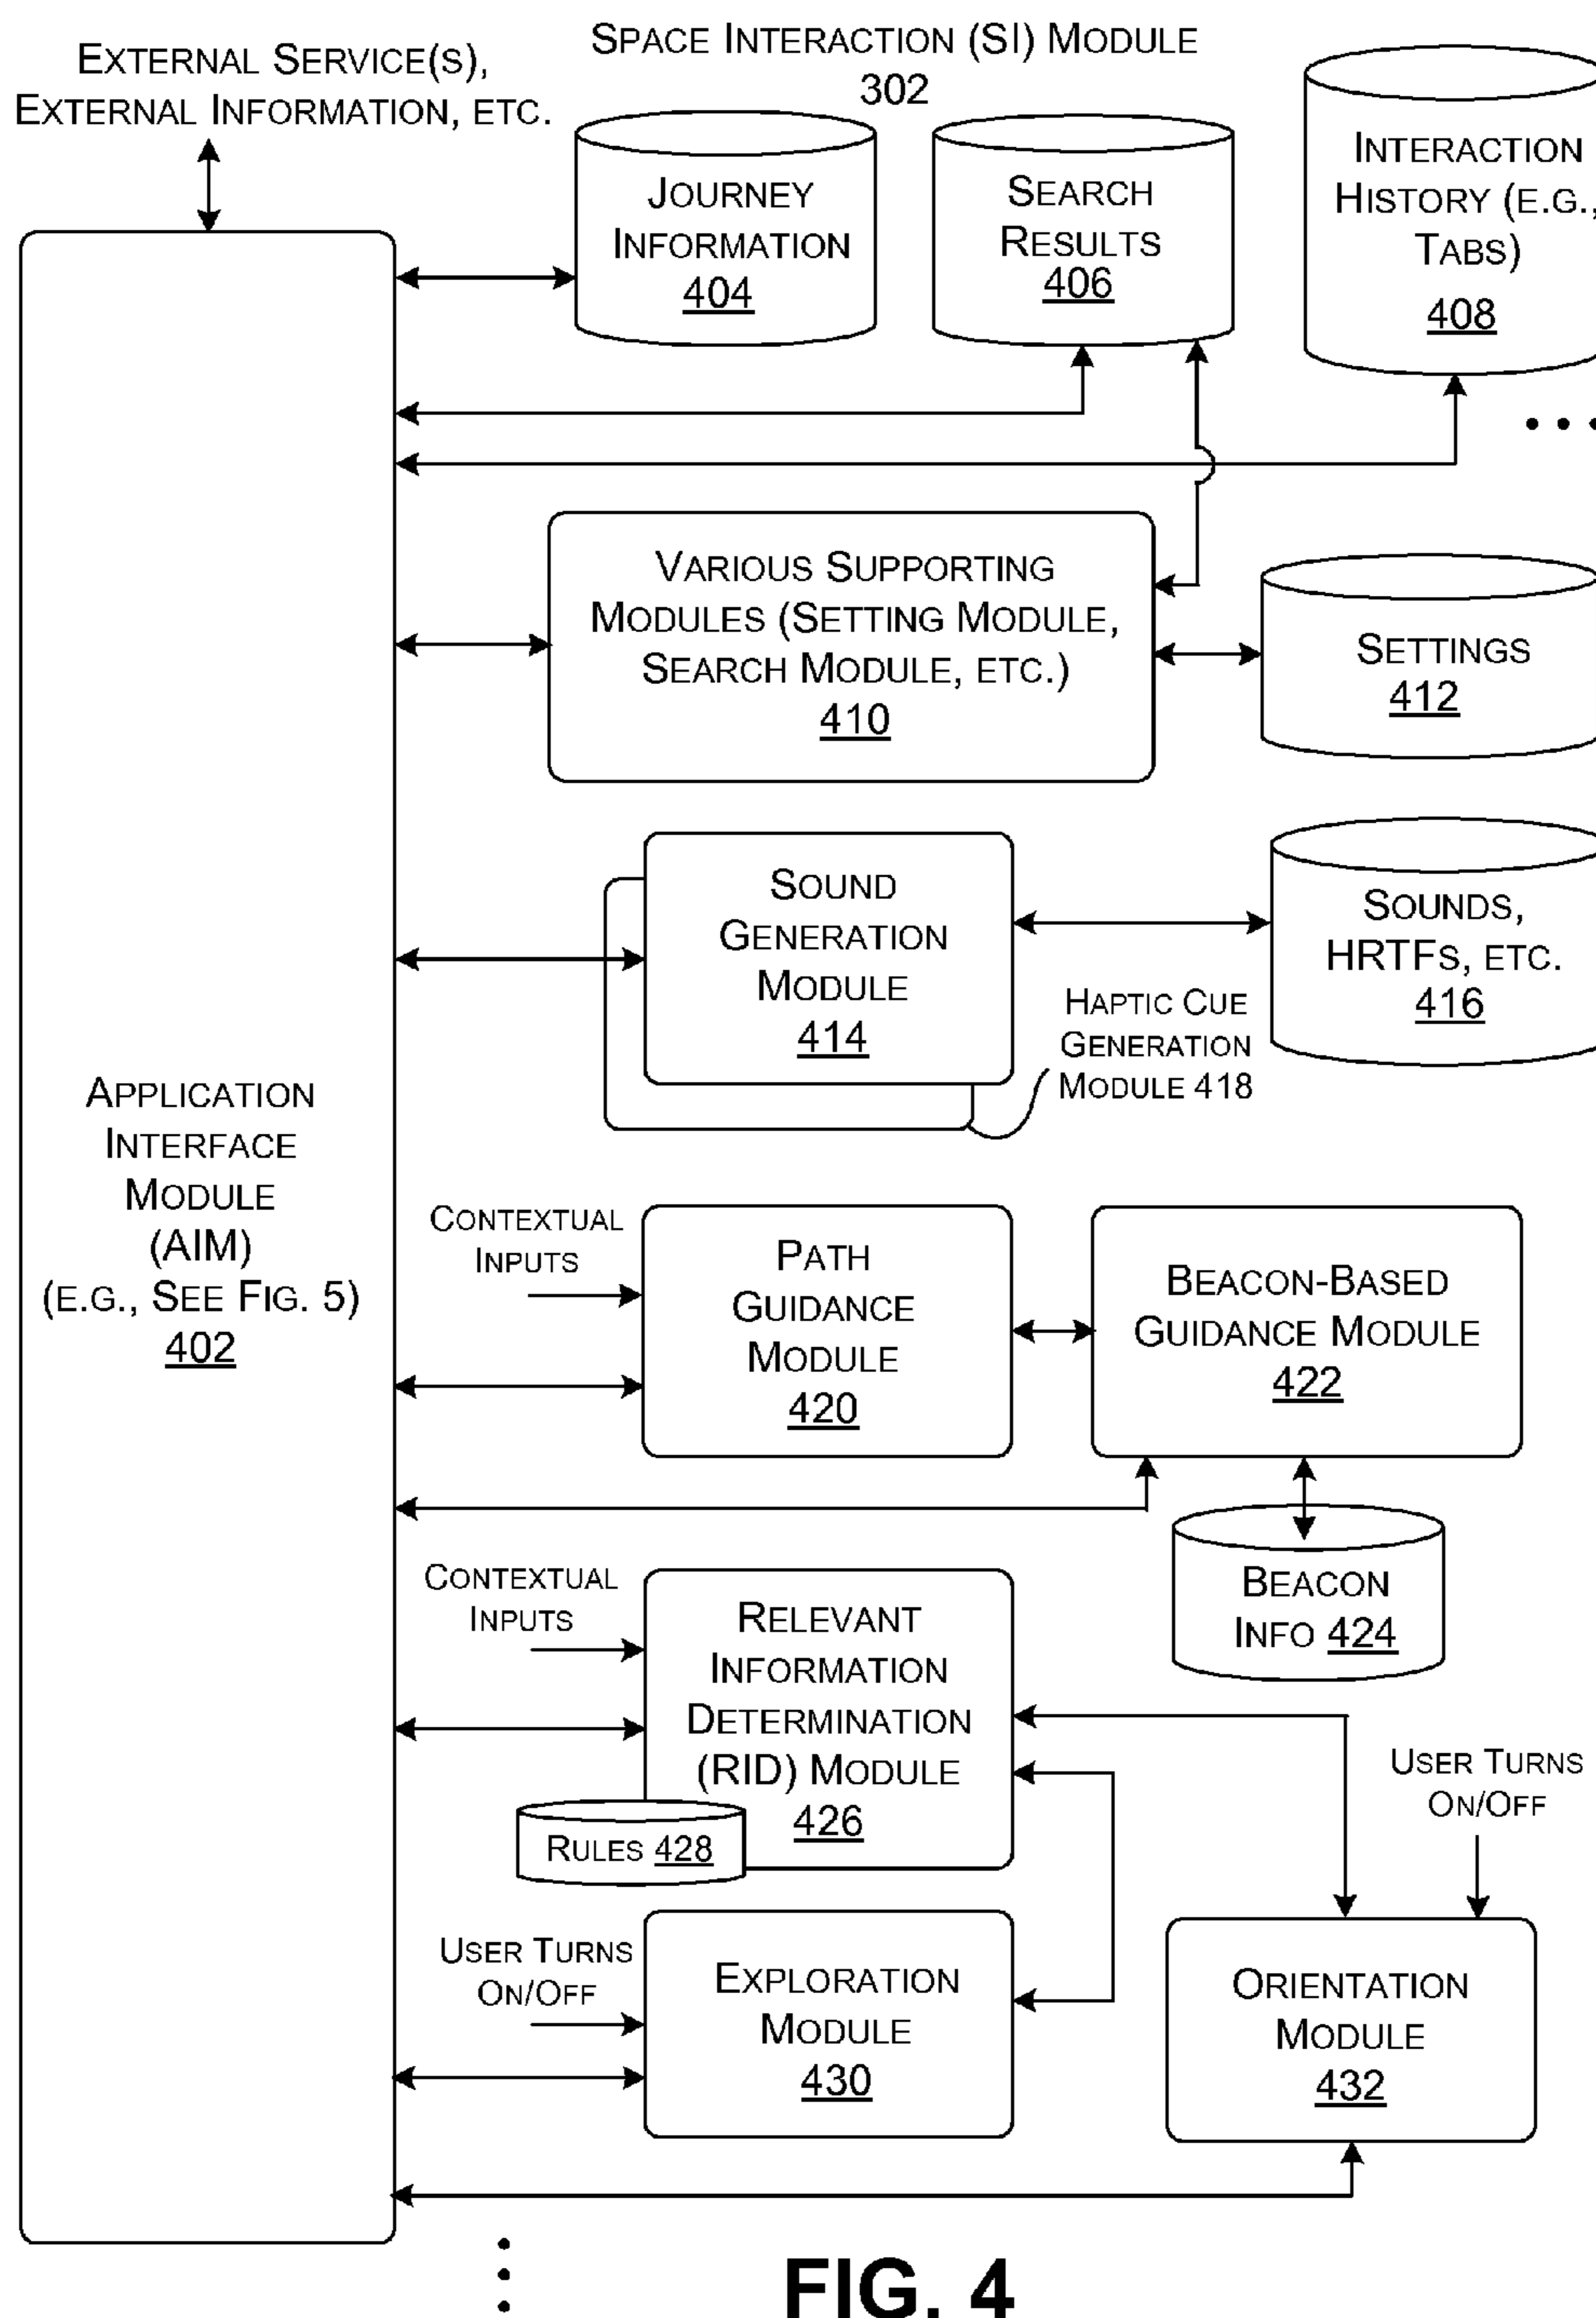 EXTERNAL SERVICE(S),
EXTERNAL INFORMATION, ETC.
SPACE INTERACTION (SI) MODULE
302
JOURNEY
INFORMATION
404
SEARCH
RESULTS
406
INTERACTION
HISTORY (E.G.,
TABS)
408
VARIOUS SUPPORTING
MODULES (SETTING MODULE,
SEARCH MODULE, ETC.)
410
SETTINGS
412
SOUND
GENERATION
MODULE
414
SOUNDS,
HRTFS, ETC.
416
HAPTIC CUE
GENERATION
MODULE 418
APPLICATION
INTERFACE
MODULE
(AIM)
(E.G., SEE FIG. 5)
402
CONTEXTUAL
INPUTS
PATH
GUIDANCE
MODULE
420
BEACON-BASED
GUIDANCE MODULE
422
BEACON
INFO 424
CONTEXTUAL
INPUTS
RELEVANT
INFORMATION
DETERMINATION
(RID) MODULE
426
RULES 428
USER TURNS
ON/OFF
USER TURNS
ON/OFF
EXPLORATION
MODULE
430
ORIENTATION
MODULE
432
FIG. 4